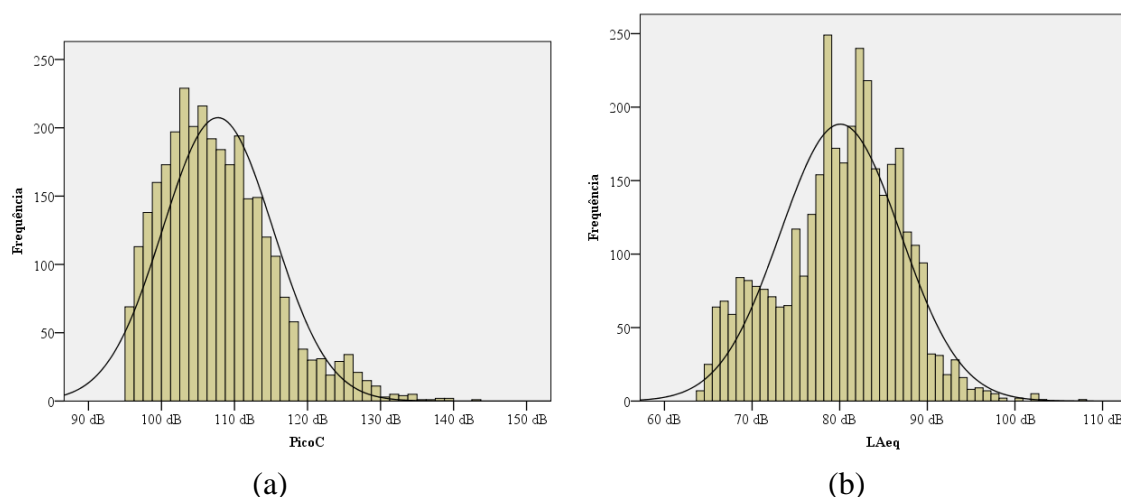 250
200
150
100
50
0
Frequência
90 dB 100 dB 110 dB 120 dB 130 dB 140 dB 150 dB
PicoC
(a)
250
200
150
100
50
0
Frequência
60 dB 70 dB 80 dB 90 dB 100 dB 110 dB
LAeq
(b)